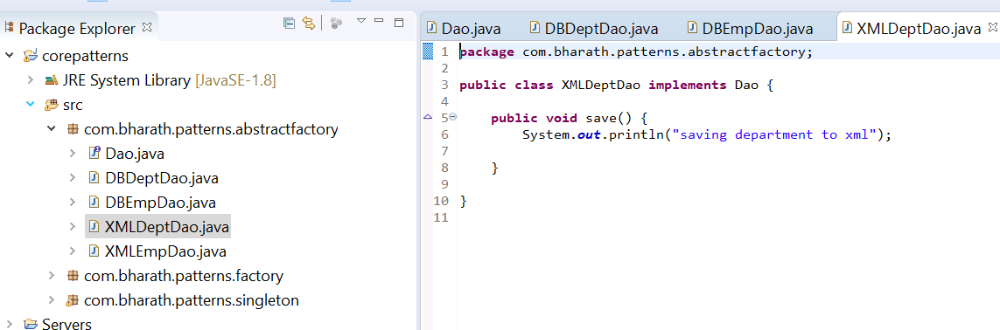 Package Explorer
corepatterns
JRE System Library [JavaSE-1.8]
src
com.bharath.patterns.abstractfactory
Dao.java
DBDeptDao.java
DBEmpDao.java
XMLDeptDao.java
XMLEmpDao.java
com.bharath.patterns.factory
com.bharath.patterns.singleton
Servers
Dao.java DBDeptDao.java DBEmpDao.java XMLDeptDao.java
1 package com.bharath.patterns.abstractfactory;
2
3 public class XMLDeptDao implements Dao {
4
5 public void save() {
6 System.out.println("saving department to xml");
7
8 }
9
10 }
11